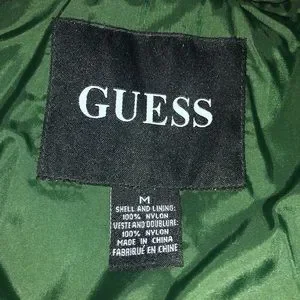 GUESS
M
SHELL AND LINING:
100% NYLON
VESTE AND DOUBLURE:
100% NYLON
MADE IN CHINA
FABRIQUÉ EN CHINE